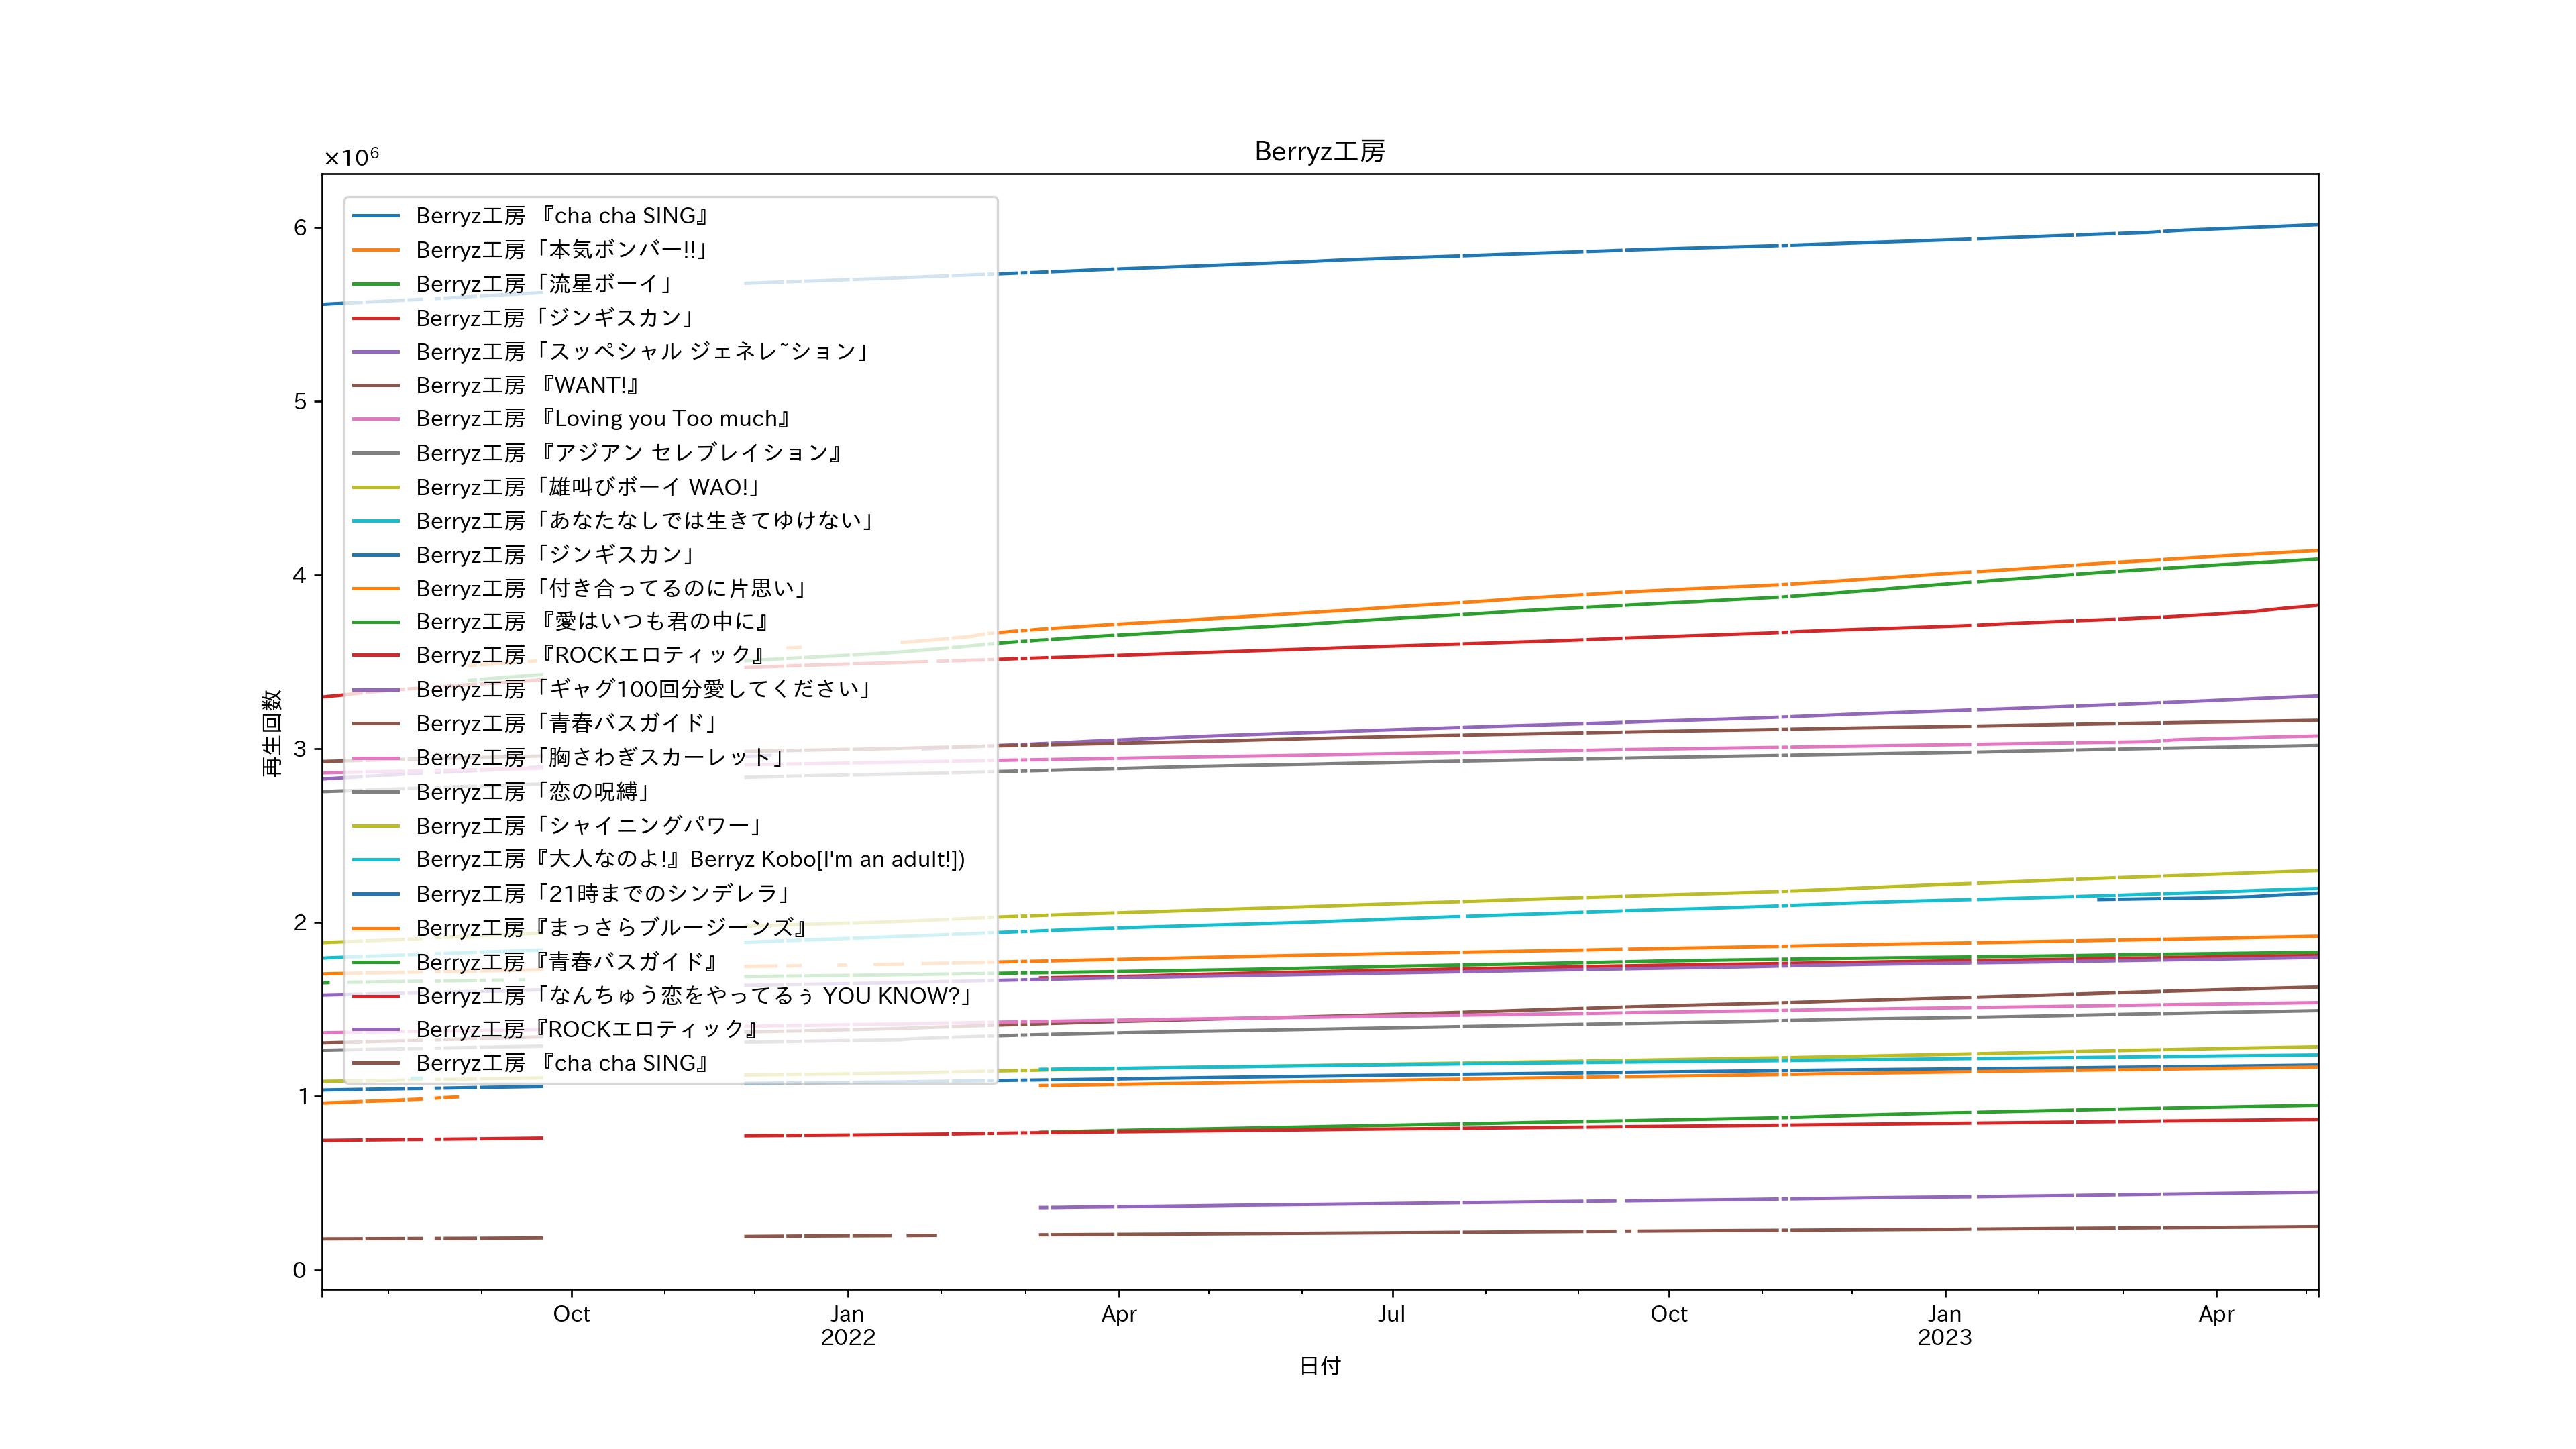 Berryz工房
×10⁶
6
5
4
3
2
1
0
再生回数
Berryz工房 『cha cha SING』
Berryz工房「本気ボンバー!!」
Berryz工房「流星ボーイ」
Berryz工房「ジンギスカン」
Berryz工房「スッペシャル ジェネレ~ション」
Berryz工房 『WANT!』
Berryz工房 『Loving you Too much』
Berryz工房 『アジアン セレブレイション』
Berryz工房「雄叫びボーイ WAO!」
Berryz工房「あなたなしでは生きてゆけない」
Berryz工房「ジンギスカン」
Berryz工房「付き合ってるのに片思い」
Berryz工房 『愛はいつも君の中に』
Berryz工房 『ROCKエロティック』
Berryz工房「ギャグ100回分愛してください」
Berryz工房「青春バスガイド」
Berryz工房「胸さわぎスカーレット」
Berryz工房「恋の呪縛」
Berryz工房「シャイニングパワー」
Berryz工房『大人なのよ!』Berryz Kobo[I'm an adult!])
Berryz工房「21時までのシンデレラ」
Berryz工房『まっさらブルージーンズ』
Berryz工房『青春バスガイド』
Berryz工房「なんちゅう恋をやってるぅ YOU KNOW?」
Berryz工房『ROCKエロティック』
Berryz工房 『cha cha SING』
Oct Jan Apr Jul Oct Jan Apr
2022 2023
日付